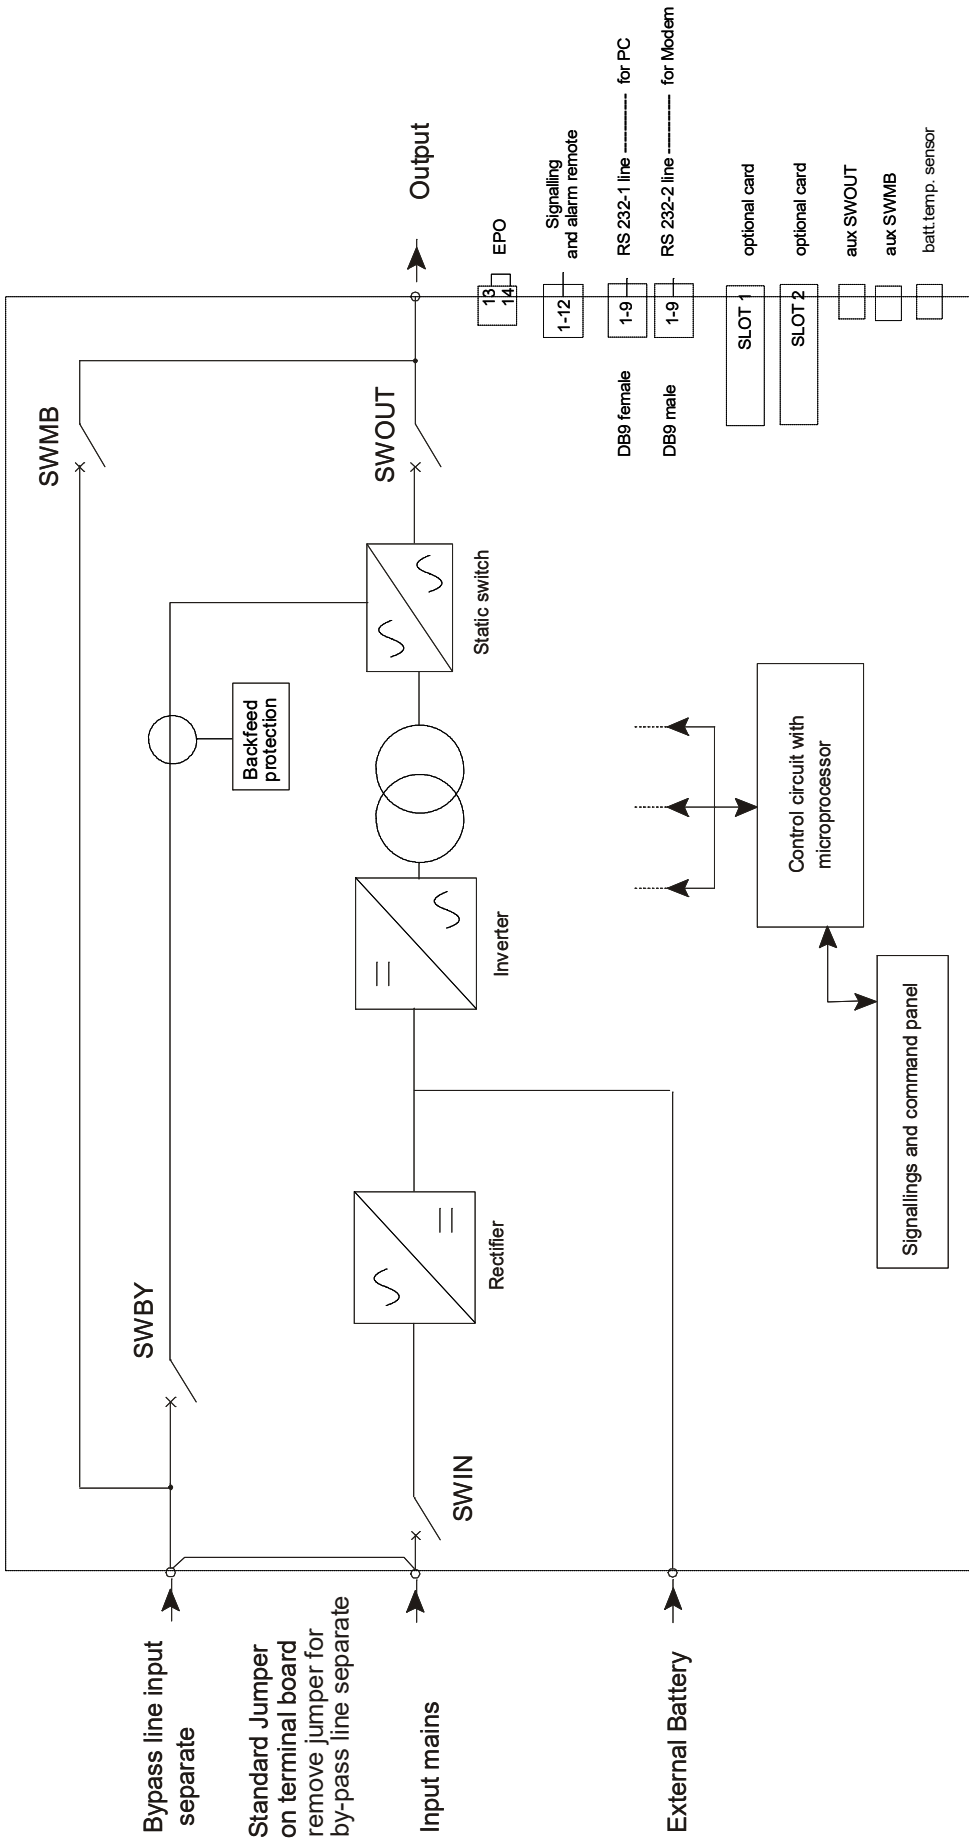 SWMB
SWBY
Backfeed
protection
Bypass line input
separate
Standard Jumper
on terminal board
remove jumper for
by-pass line separate
Input mains
SWIN
Rectifier
Inverter
Static switch
SWOUT
Output
External Battery
13
14
EPO
1-12
Signalling
and alarm remote
DB9 female
1-9
RS 232-1 line ---------- for PC
DB9 male
1-9
RS 232-2 line ---------- for Modem
SLOT 1
optional card
SLOT 2
optional card
aux SWOUT
aux SWMB
batt.temp. sensor
Control circuit with
microprocessor
Signallings and command panel